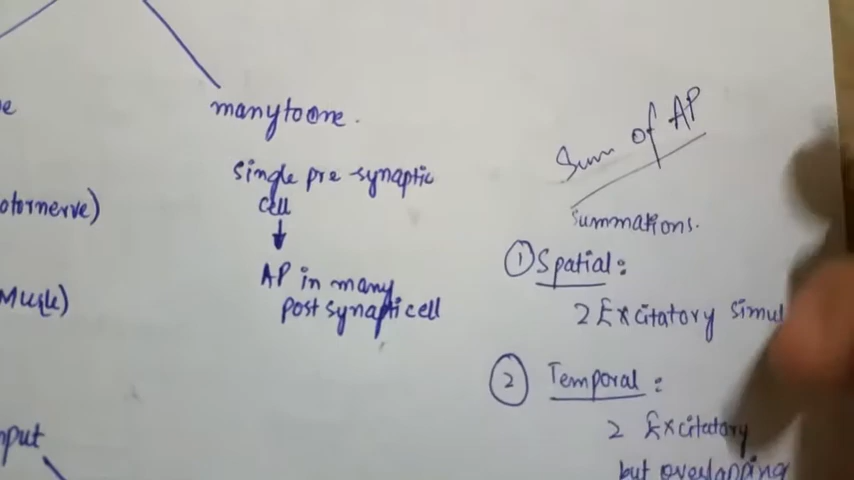 manytoone.
Single pre-synaptic
cell
AP in many
post synaptic cell
otornerve)
Muscle)
nput
Sum of AP
Summations.
① Spatial:
2 Excitatory simul
② Temporal:
2 Excitatory
but overlapping